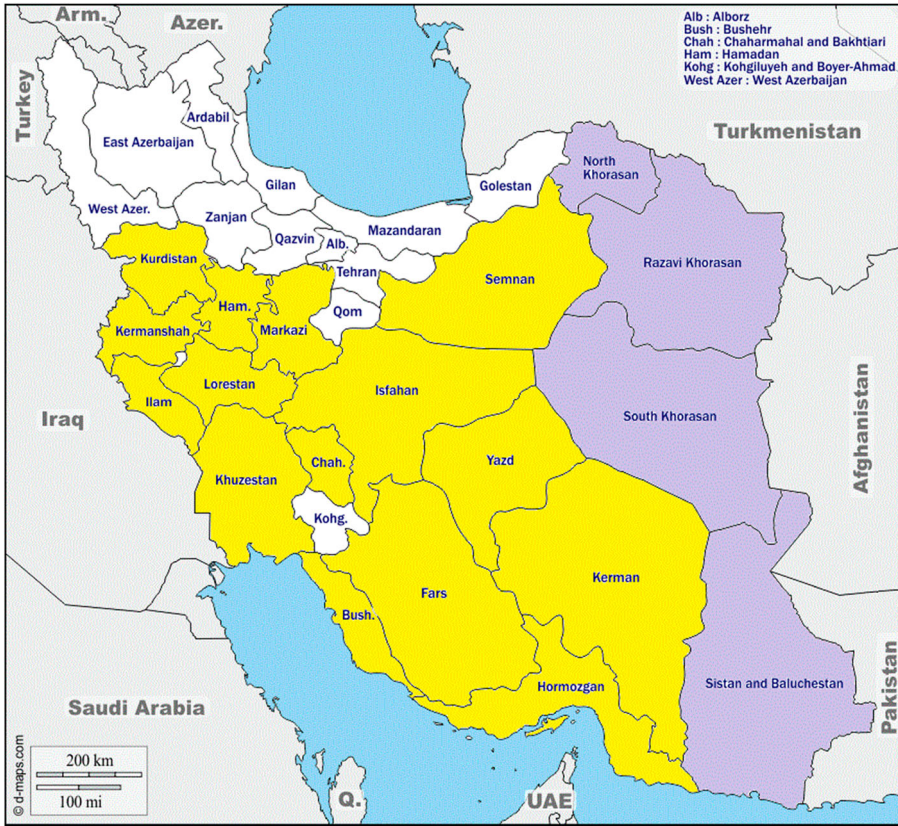 Arm.
Azer.
Alb : Alborz
Bush : Bushehr
Chah : Chaharmahal and Bakhtiari
Ham : Hamadan
Kohg : Kohgiluyeh and Boyer-Ahmad
West Azer : West Azerbaijan
Turkey
Turkmenistan
Ardabil
East Azerbaijan
North
Khorasan
Gilan
Golestan
West Azer.
Zanjan
Mazandaran
Qazvin
Alb.
Kurdistan
Razavi Khorasan
Tehran
Semnan
Ham.
Qom
Kermanshah
Markazi
Lorestan
Isfahan
Ilam
Iraq
South Khorasan
Afghanistan
Chah.
Yazd
Khuzestan
Kohg.
Kerman
Fars
Bush.
Hormozgan
Sistan and Baluchestan
Pakistan
Saudi Arabia
200 km
100 mi
Q.
UAE
© d-maps.com